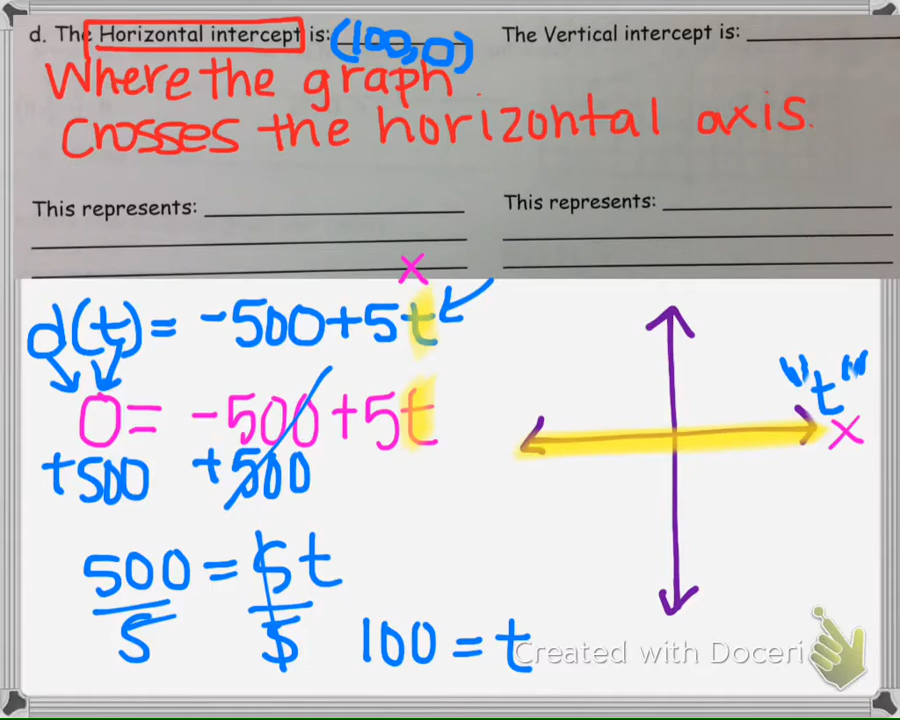 d. The Horizontal intercept is: (100,0)
The Vertical intercept is:
Where the graph
crosses the horizontal axis.
This represents:
This represents:
x
d(t) = -500+5t
0 = -500+5t
+500 +500
500 = 5t
5 5
100 = t
"t"
x
Created with Doceri